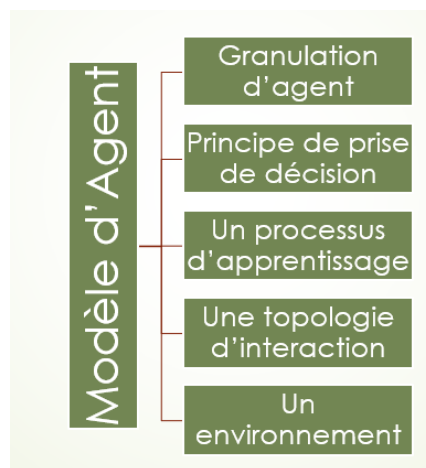 Modèle d'Agent
Granulation
d'agent
Principe de prise
de décision
Un processus
d'apprentissage
Une topologie
d'interaction
Un
environnement